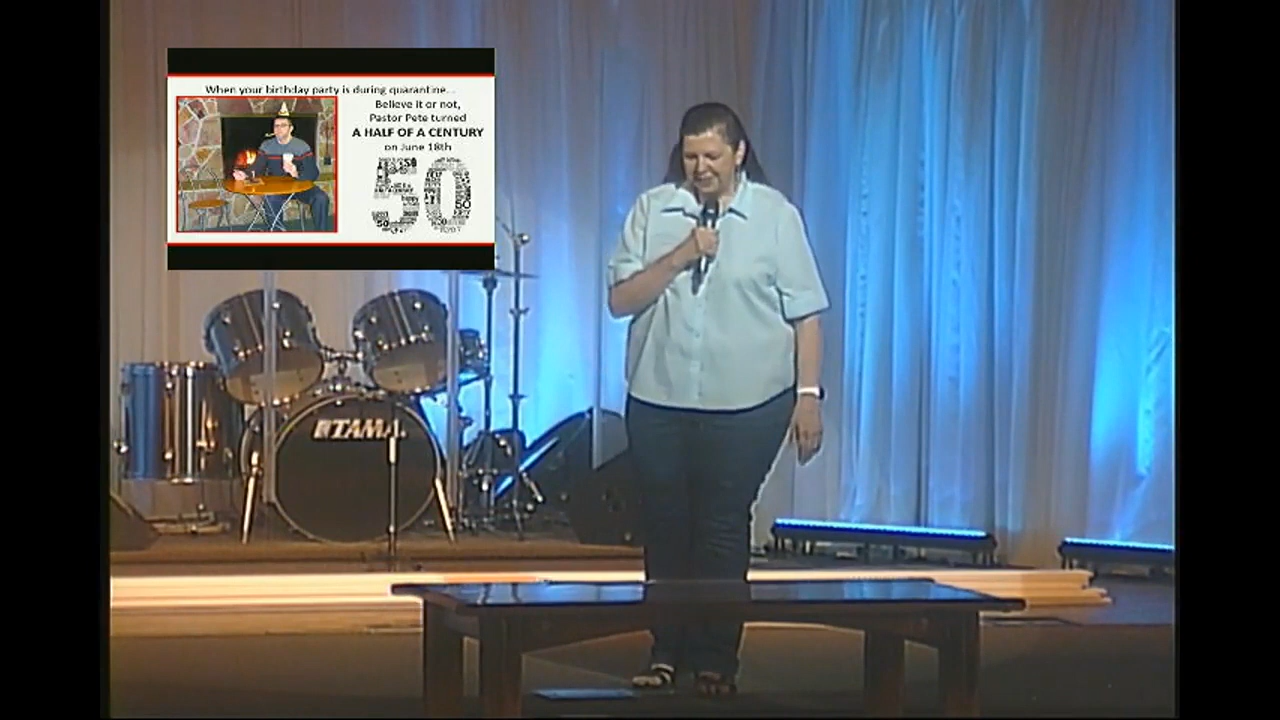 When your birthday party is during quarantine...
Believe it or not,
Pastor Pete turned
A HALF OF A CENTURY
on June 18th
50
TAMA